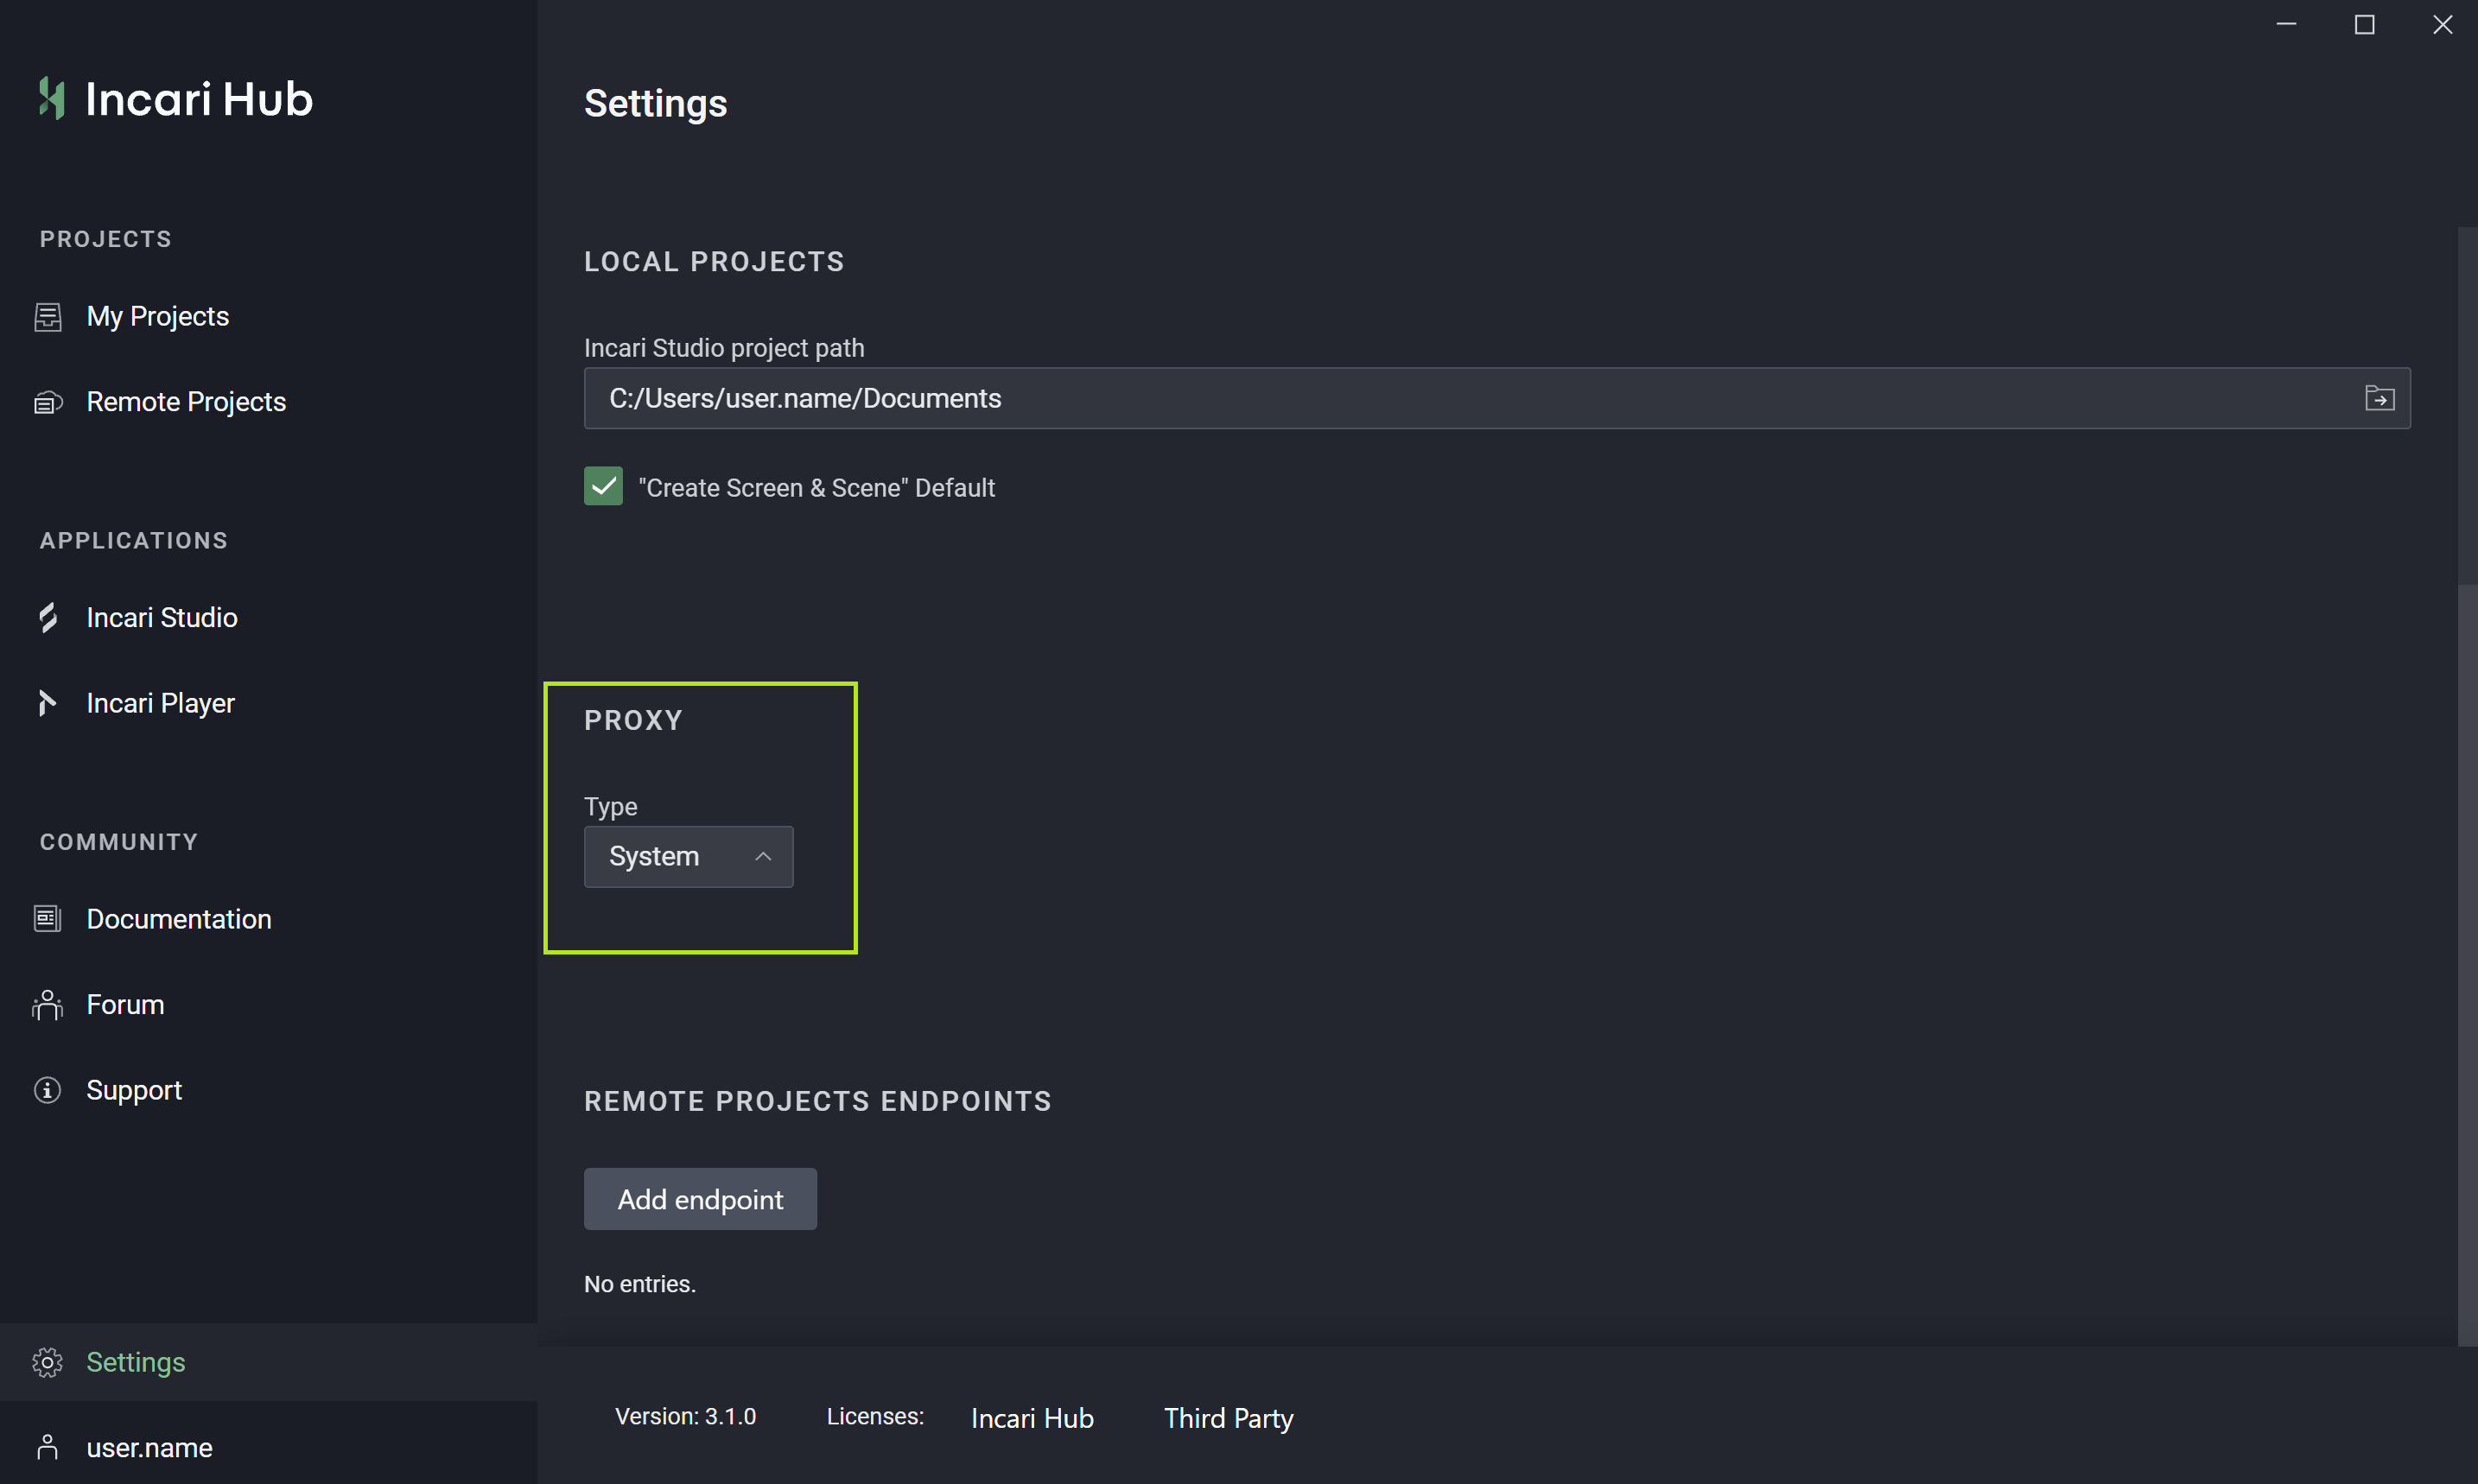 Incari Hub
PROJECTS
My Projects
Remote Projects
APPLICATIONS
Incari Studio
Incari Player
COMMUNITY
Documentation
Forum
Support
Settings
user.name
Settings
LOCAL PROJECTS
Incari Studio project path
C:/Users/user.name/Documents
"Create Screen & Scene" Default
PROXY
Type
System
REMOTE PROJECTS ENDPOINTS
Add endpoint
No entries.
Version: 3.1.0 Licenses: Incari Hub Third Party